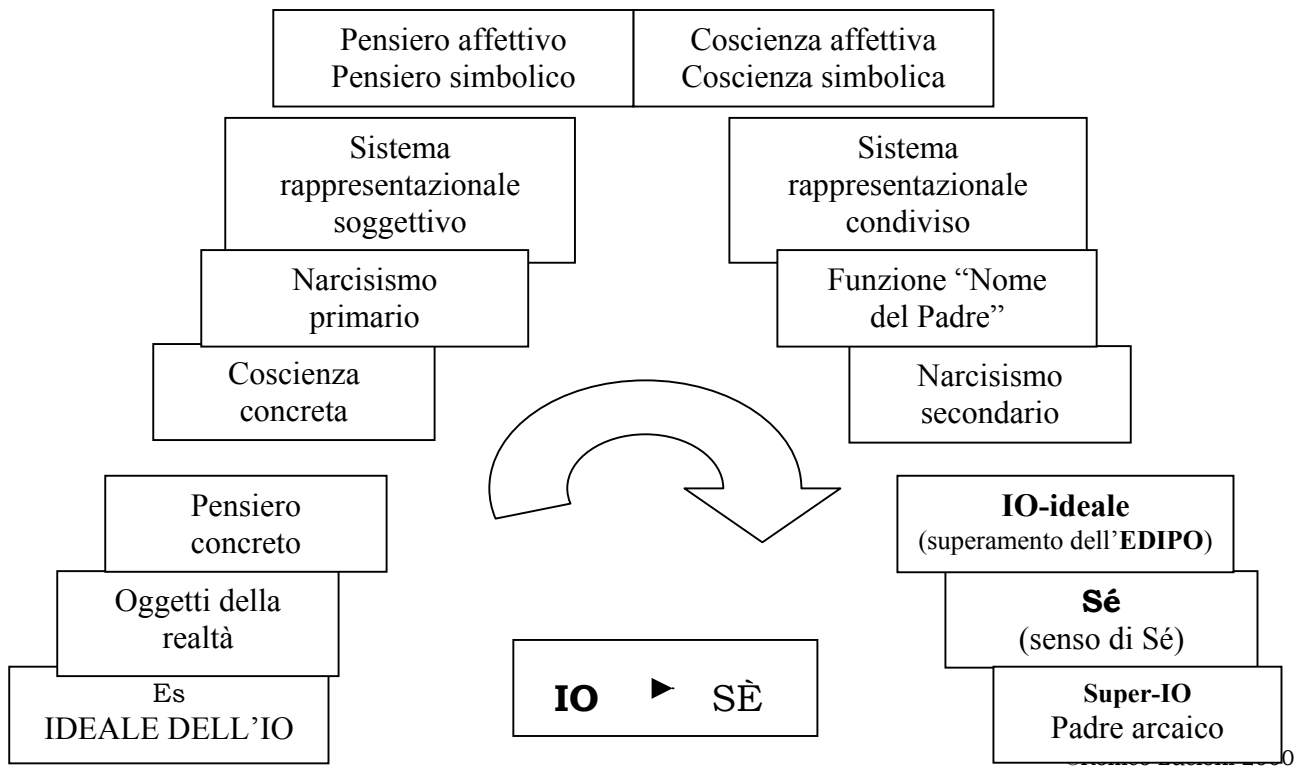 Pensiero affettivo
Pensiero simbolico
Coscienza affettiva
Coscienza simbolica
Sistema
rappresentazionale
soggettivo
Sistema
rappresentazionale
condiviso
Narcisismo
primario
Funzione “Nome
del Padre”
Coscienza
concreta
Narcisismo
secondario
Pensiero
concreto
IO-ideale
(superamento dell’EDIPO)
Oggetti della
realtà
Sé
(senso di Sé)
Es
IDEALE DELL’IO
IO ► SÈ
Super-IO
Padre arcaico